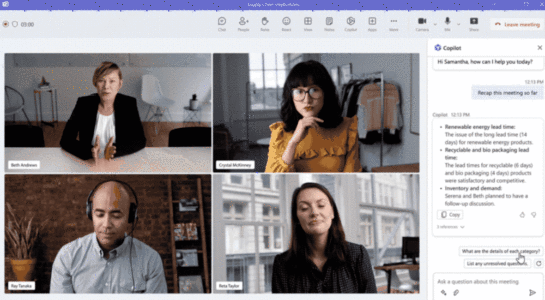 03:00
Chat
People
Raise
React
View
Notes
Copilot
Apps
More
Camera
Mic
Share
Leave meeting
Beth Andrews
Crystal McKinney
Ray Tanaka
Reta Taylor
Copilot
Hi Samantha, how can I help you today?
12:13 PM
Recap this meeting so far
Copilot 12:13 PM
Renewable energy lead time:
The issue of the long lead time (14
days) for renewable energy products.
Recyclable and bio packaging lead
time:
The lead times for recyclable (6 days)
and bio packaging (4 days) products
were satisfactory and competitive.
Inventory and demand:
Serena and Beth planned to have a
follow-up discussion.
Copy
What are the details of each category?
List any unresolved questions
Ask a question about this meeting